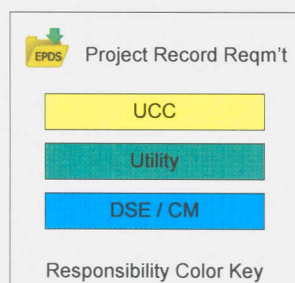 EPDS
Project Record Reqm't
UCC
Utility
DSE / CM
Responsibility Color Key